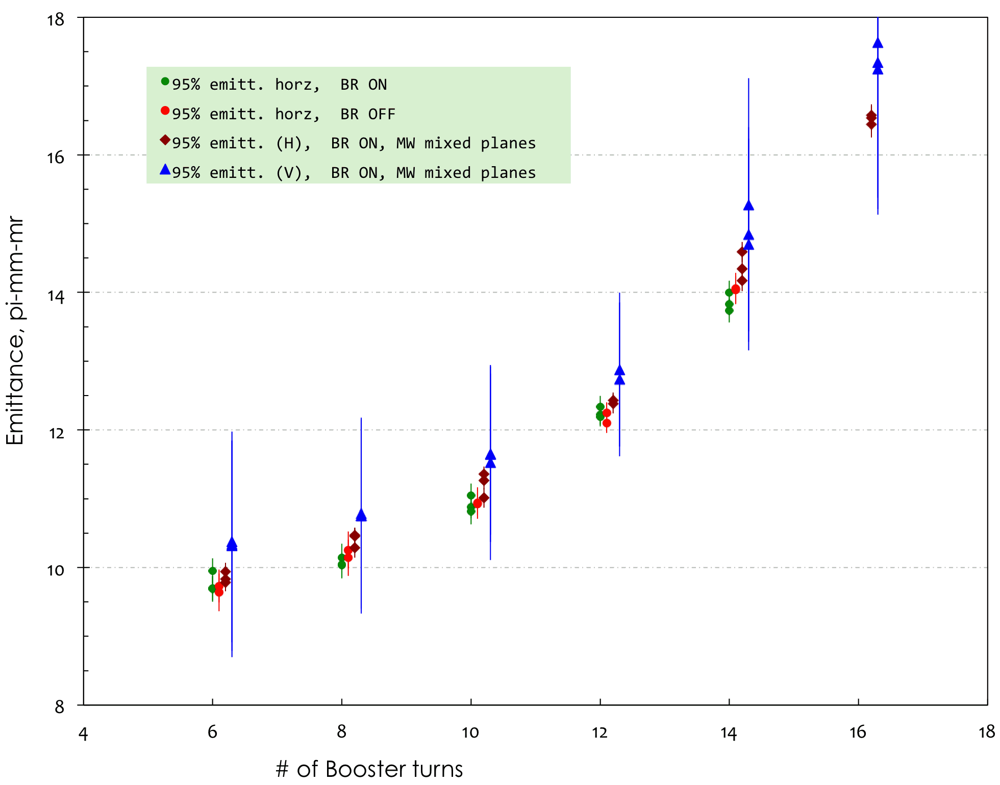 18
95% emitt. horz, BR ON
95% emitt. horz, BR OFF
95% emitt. (H), BR ON, MW mixed planes
95% emitt. (V), BR ON, MW mixed planes
16
14
12
10
8
Emittance, pi-mm-mr
4 6 8 10 12 14 16 18
# of Booster turns